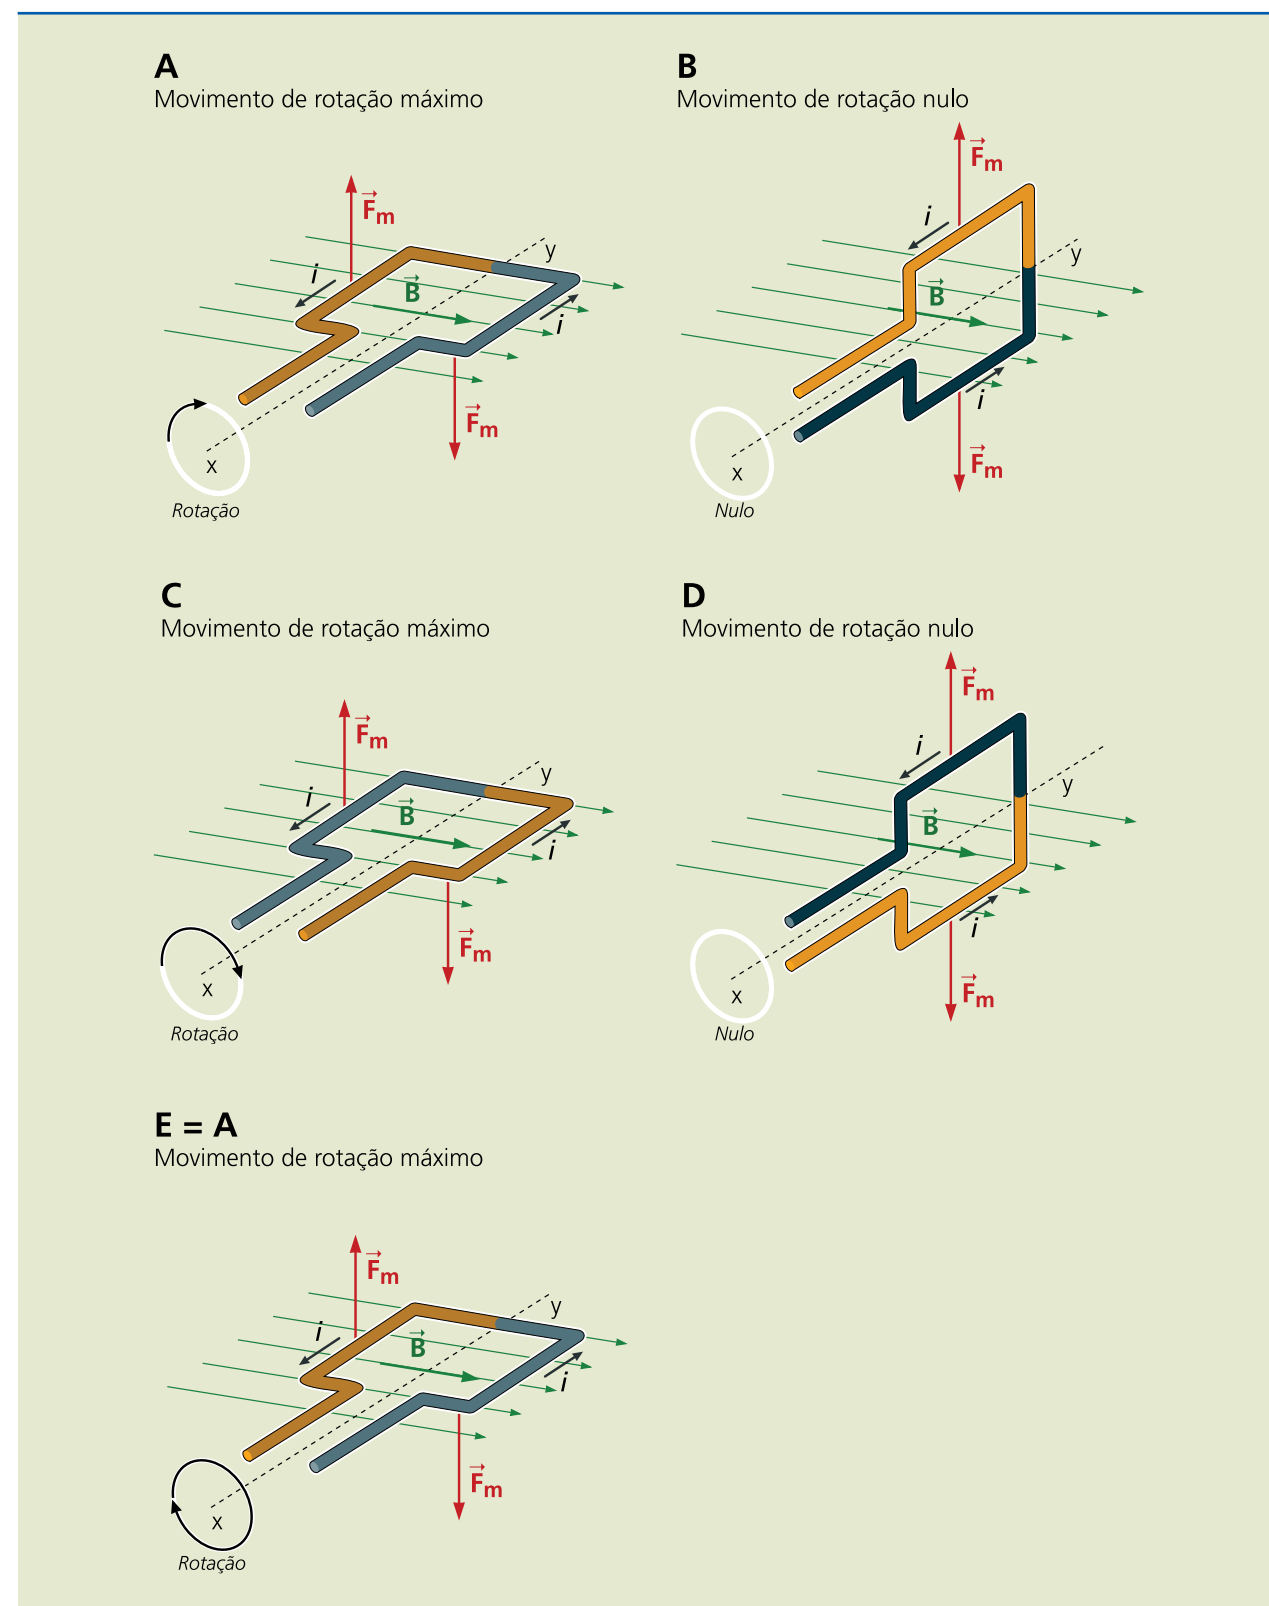 A
Movimento de rotação máximo
F⃗m
i
B⃗
y
i
F⃗m
x
Rotação
B
Movimento de rotação nulo
F⃗m
i
B⃗
y
i
F⃗m
x
Nulo
C
Movimento de rotação máximo
F⃗m
i
B⃗
y
i
F⃗m
x
Rotação
D
Movimento de rotação nulo
F⃗m
i
B⃗
y
i
F⃗m
x
Nulo
E = A
Movimento de rotação máximo
F⃗m
i
B⃗
y
i
F⃗m
x
Rotação